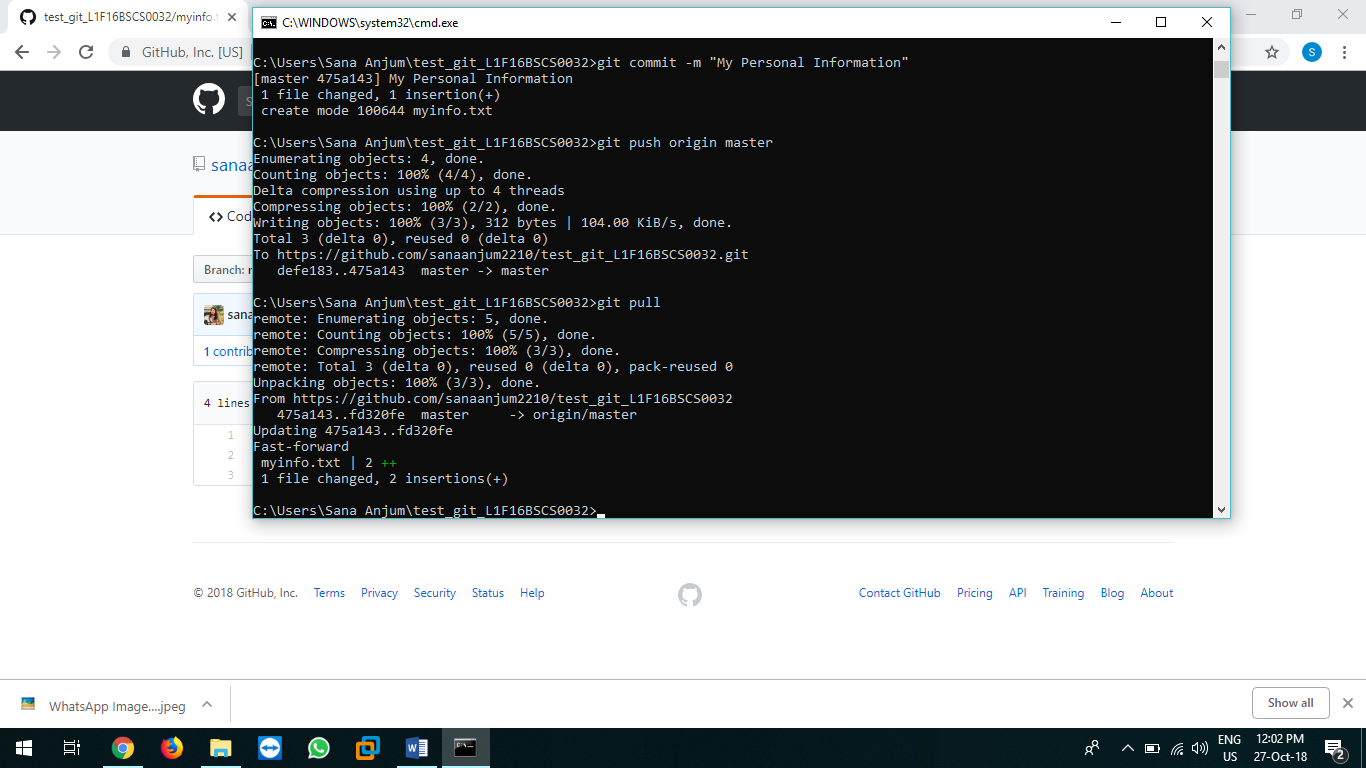 test_git_L1F16BSCS0032/myinfo.t
C:\WINDOWS\system32\cmd.exe
GitHub, Inc. [US]
S
S
C:\Users\Sana Anjum\test_git_L1F16BSCS0032>git commit -m "My Personal Information"
[master 475a143] My Personal Information
 1 file changed, 1 insertion(+)
 create mode 100644 myinfo.txt
C:\Users\Sana Anjum\test_git_L1F16BSCS0032>git push origin master
Enumerating objects: 4, done.
Counting objects: 100% (4/4), done.
Delta compression using up to 4 threads
Compressing objects: 100% (2/2), done.
Writing objects: 100% (3/3), 312 bytes | 104.00 KiB/s, done.
Total 3 (delta 0), reused 0 (delta 0)
To https://github.com/sanaanjum2210/test_git_L1F16BSCS0032.git
   defe183..475a143  master -> master
C:\Users\Sana Anjum\test_git_L1F16BSCS0032>git pull
remote: Enumerating objects: 5, done.
remote: Counting objects: 100% (5/5), done.
remote: Compressing objects: 100% (3/3), done.
remote: Total 3 (delta 0), reused 0 (delta 0), pack-reused 0
Unpacking objects: 100% (3/3), done.
From https://github.com/sanaanjum2210/test_git_L1F16BSCS0032
   475a143..fd320fe  master     -> origin/master
Updating 475a143..fd320fe
Fast-forward
 myinfo.txt | 2 ++
 1 file changed, 2 insertions(+)
C:\Users\Sana Anjum\test_git_L1F16BSCS0032>
sanaa
<> Cod
Branch: 
sana
1 contrib
4 lines
1
2
3
© 2018 GitHub, Inc. Terms Privacy Security Status Help
Contact GitHub Pricing API Training Blog About
WhatsApp Image....jpeg
Show all
ENG
US
12:02 PM
27-Oct-18
2